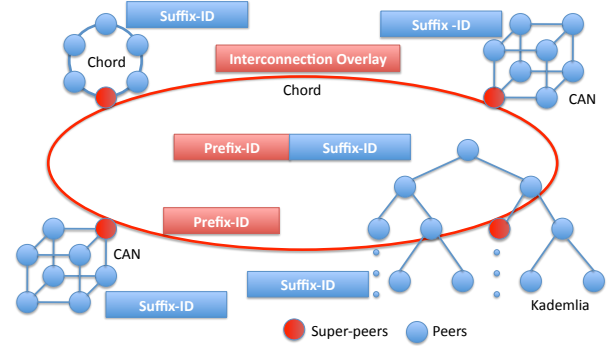 Suffix-ID
Suffix -ID
Chord
Interconnection Overlay
Chord
CAN
Prefix-ID
Suffix-ID
Prefix-ID
CAN
Suffix-ID
Suffix-ID
Kademlia
Super-peers
Peers